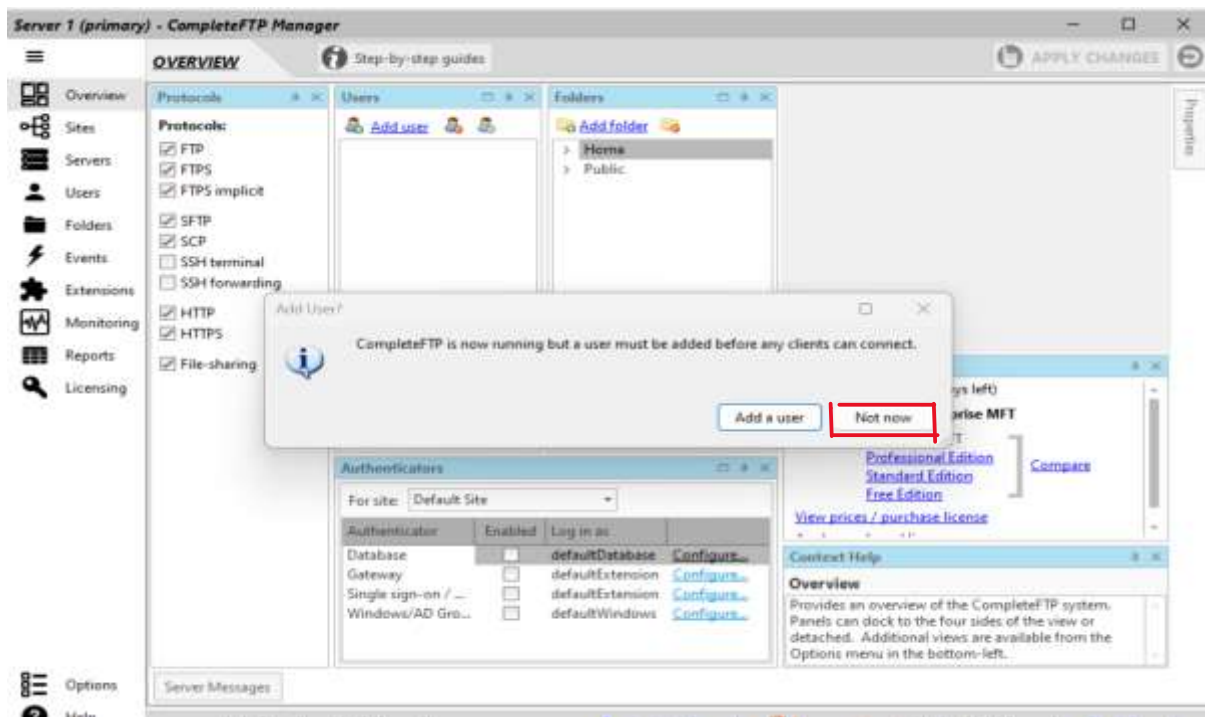 Server 1 (primary) - CompleteFTP Manager
OVERVIEW
Step-by-step guides
APPLY CHANGES
Overview
Sites
Servers
Users
Folders
Events
Extensions
Monitoring
Reports
Licensing
Options
Help
Protocols
Protocols:
FTP
FTPS
FTPS implicit
SFTP
SCP
SSH terminal
SSH forwarding
HTTP
HTTPS
File-sharing
Users
Add user
Folders
Add folder
Home
Public
Properties
Add User?
CompleteFTP is now running but a user must be added before any clients can connect.
Add a user
Not now
left)
MFT
Professional Edition
Standard Edition
Free Edition
Compare
View prices / purchase license
Authenticators
For site: Default Site
Authenticator Enabled Log in as
Database defaultDatabase Configure...
Gateway defaultExtension Configure...
Single sign-on / ... defaultExtension Configure...
Windows/AD Gro... defaultWindows Configure...
Context Help
Overview
Provides an overview of the CompleteFTP system.
Panels can dock to the four sides of the view or
detached. Additional views are available from the
Options menu in the bottom-left.
Server Messages